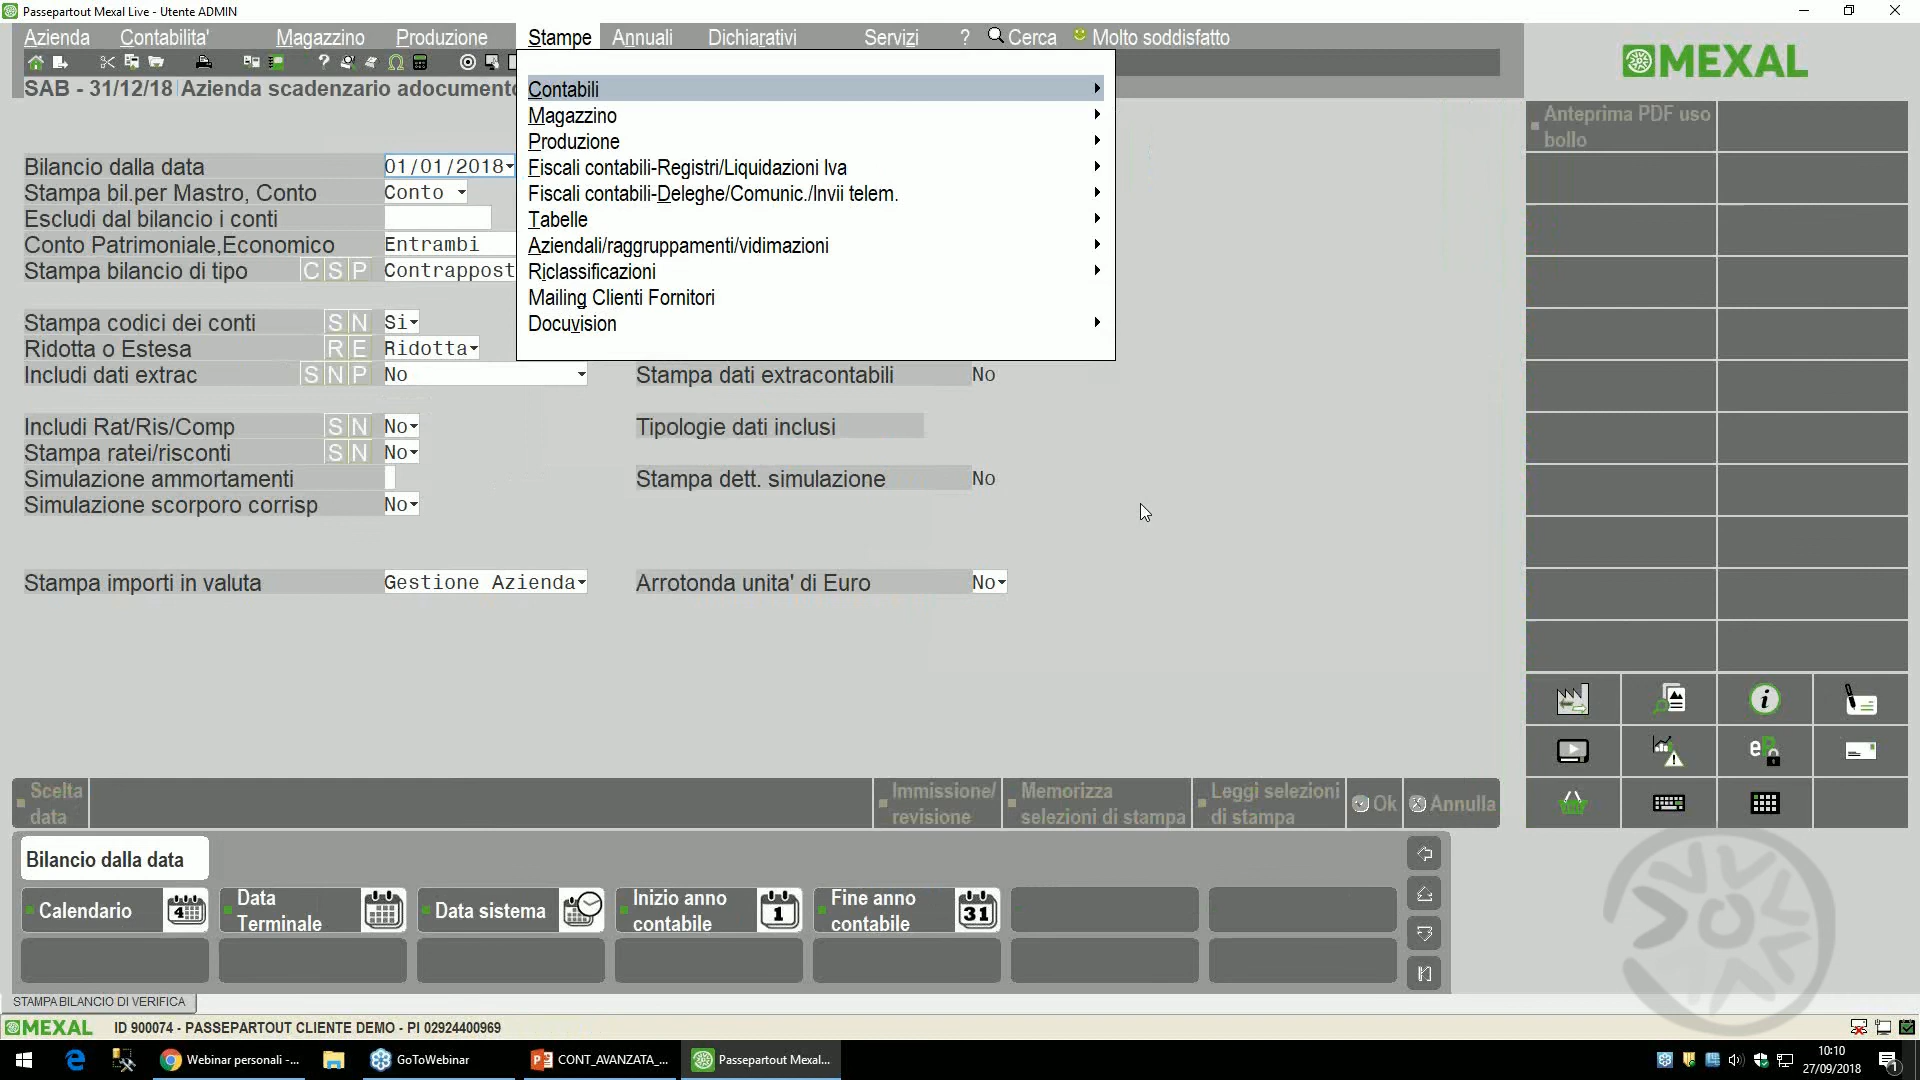 Passepartout Mexal Live - Utente ADMIN
Azienda Contabilita' Magazzino Produzione Stampe Annuali Dichiarativi Servizi ? Cerca Molto soddisfatto
MEXAL
SAB - 31/12/18 Azienda scadenzario adocumento
Contabili
Magazzino
Produzione
Fiscali contabili-Registri/Liquidazioni Iva
Fiscali contabili-Deleghe/Comunic./Invii telem.
Tabelle
Aziendali/raggruppamenti/vidimazioni
Riclassificazioni
Mailing Clienti Fornitori
Docuvision
Anteprima PDF uso
bollo
Bilancio dalla data 01/01/2018
Stampa bil.per Mastro, Conto Conto
Escludi dal bilancio i conti
Conto Patrimoniale,Economico Entrambi
Stampa bilancio di tipo C S P Contrappost
Stampa codici dei conti S N Si
Ridotta o Estesa R E Ridotta
Includi dati extrac S N P No Stampa dati extracontabili No
Includi Rat/Ris/Comp S N No Tipologie dati inclusi
Stampa ratei/risconti S N No
Simulazione ammortamenti Stampa dett. simulazione No
Simulazione scorporo corrisp No
Stampa importi in valuta Gestione Azienda Arrotonda unita' di Euro No
Scelta
data
Immissione/
revisione
Memorizza
selezioni di stampa
Leggi selezioni
di stampa
Ok
Annulla
Bilancio dalla data
Calendario 4
Data
Terminale
Data sistema
Inizio anno
contabile 1
Fine anno
contabile 31
STAMPA BILANCIO DI VERIFICA
MEXAL ID 900074 - PASSEPARTOUT CLIENTE DEMO - PI 02924400969
Webinar personali -... GoToWebinar CONT_AVANZATA_... Passepartout Mexal...
10:10
27/09/2018
1